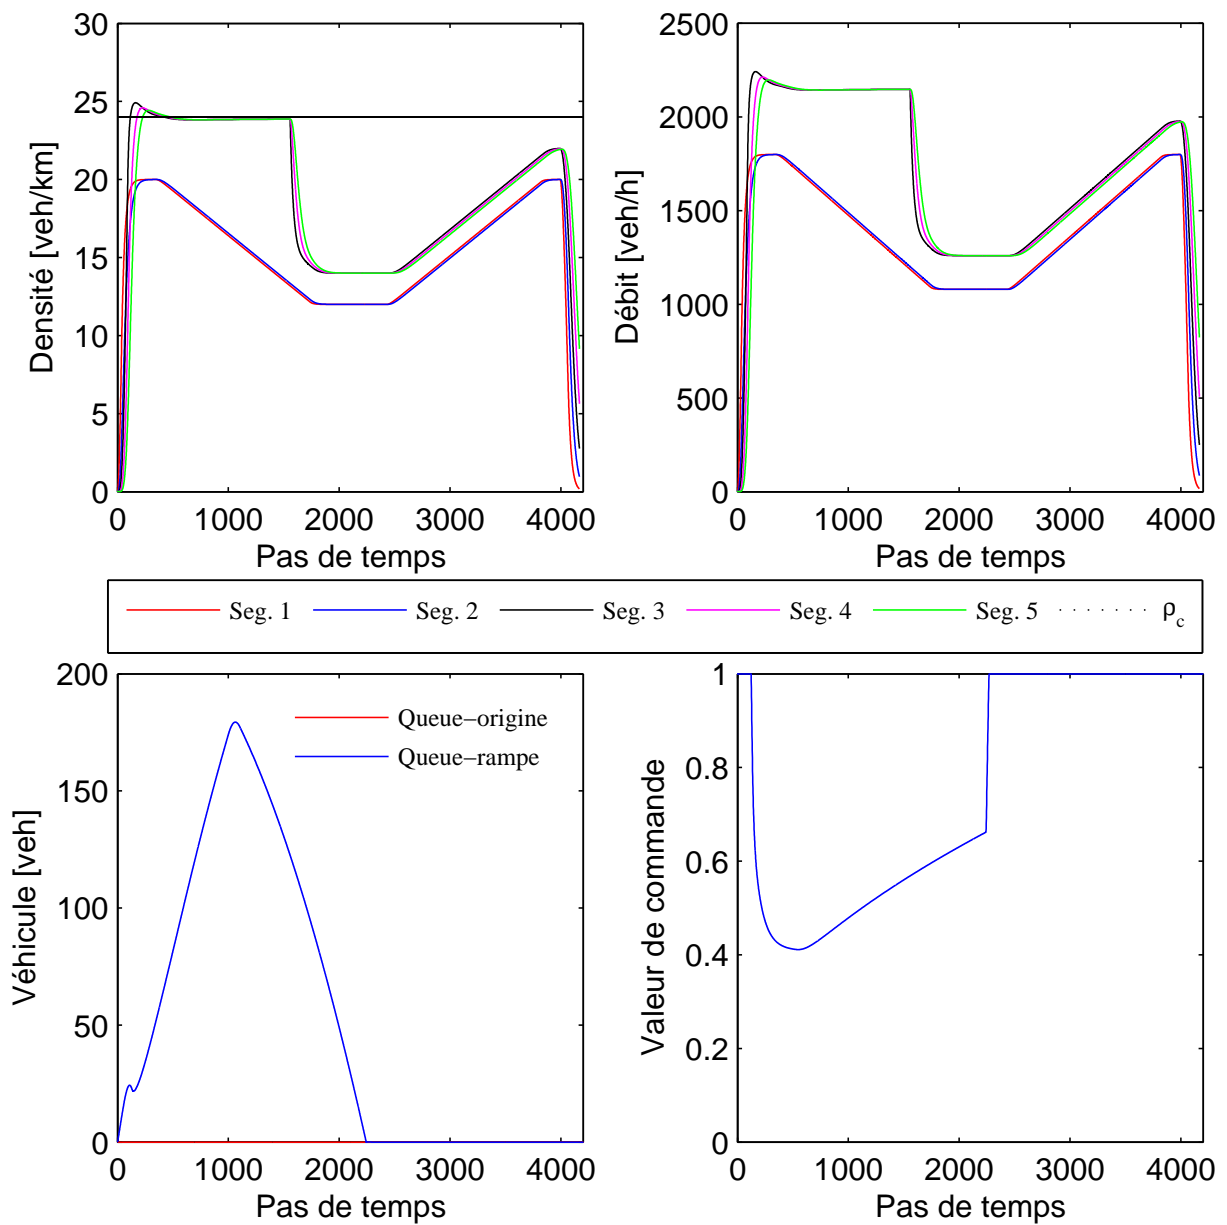 30
25
20
15
10
5
0
Densité [veh/km]
0 1000 2000 3000 4000
Pas de temps
2500
2000
1500
1000
500
0
Débit [veh/h]
0 1000 2000 3000 4000
Pas de temps
Seg. 1 Seg. 2 Seg. 3 Seg. 4 Seg. 5 ρc
200
150
100
50
0
Véhicule [veh]
Queue−origine
Queue−rampe
0 1000 2000 3000 4000
Pas de temps
1
0.8
0.6
0.4
0.2
0
Valeur de commande
0 1000 2000 3000 4000
Pas de temps